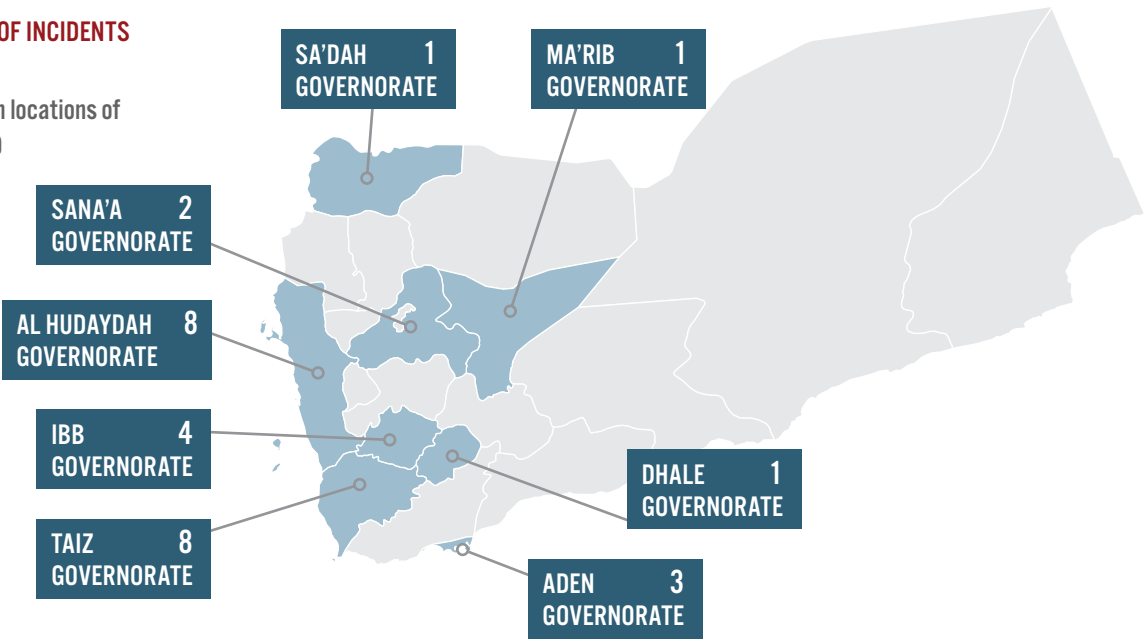 OF INCIDENTS
locations of
SA’DAH 1
GOVERNORATE
MA’RIB 1
GOVERNORATE
SANA’A 2
GOVERNORATE
AL HUDAYDAH 8
GOVERNORATE
IBB 4
GOVERNORATE
DHALE 1
GOVERNORATE
TAIZ 8
GOVERNORATE
ADEN 3
GOVERNORATE